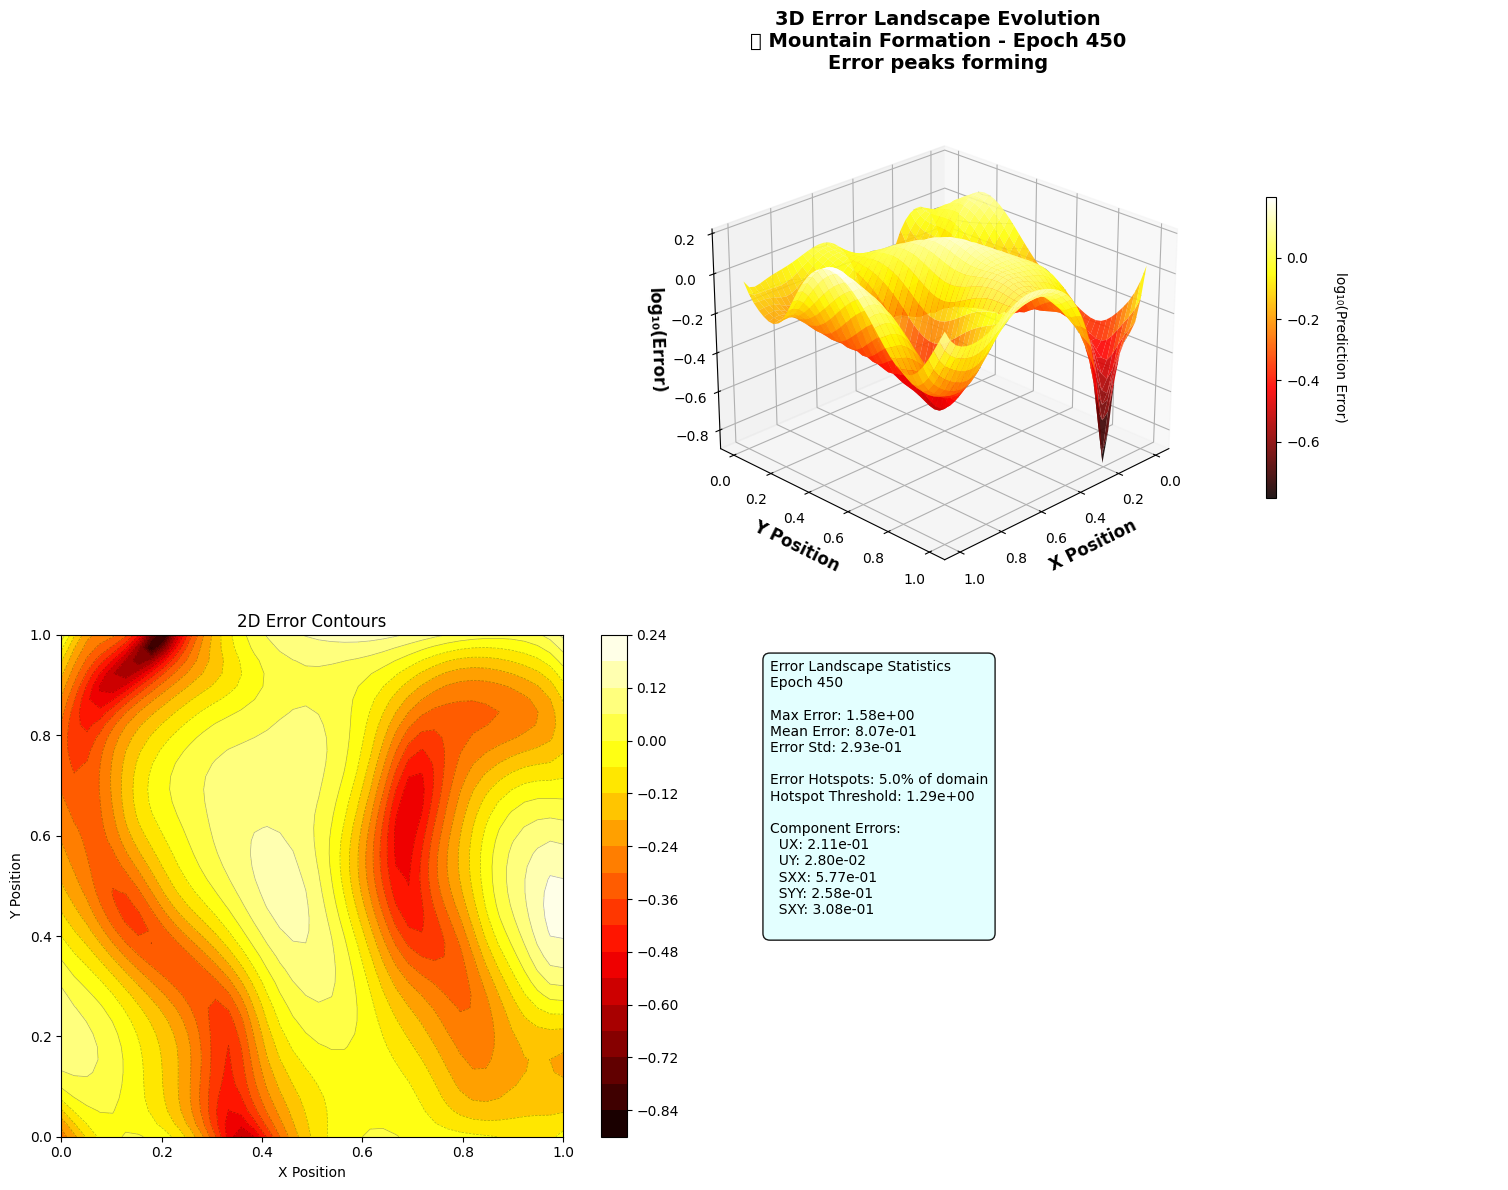 3D Error Landscape Evolution
▯ Mountain Formation - Epoch 450
Error peaks forming
0.2
0.0
−0.2
−0.4
−0.6
−0.8
log₁₀(Error)
0.0
0.2
0.4
0.6
0.8
1.0
Y Position
0.0
0.2
0.4
0.6
0.8
1.0
X Position
0.0
−0.2
−0.4
−0.6
log₁₀(Prediction Error)
2D Error Contours
1.0
0.8
0.6
0.4
0.2
0.0
Y Position
0.0
0.2
0.4
0.6
0.8
1.0
X Position
0.24
0.12
0.00
−0.12
−0.24
−0.36
−0.48
−0.60
−0.72
−0.84
Error Landscape Statistics
Epoch 450
Max Error: 1.58e+00
Mean Error: 8.07e-01
Error Std: 2.93e-01
Error Hotspots: 5.0% of domain
Hotspot Threshold: 1.29e+00
Component Errors:
UX: 2.11e-01
UY: 2.80e-02
SXX: 5.77e-01
SYY: 2.58e-01
SXY: 3.08e-01